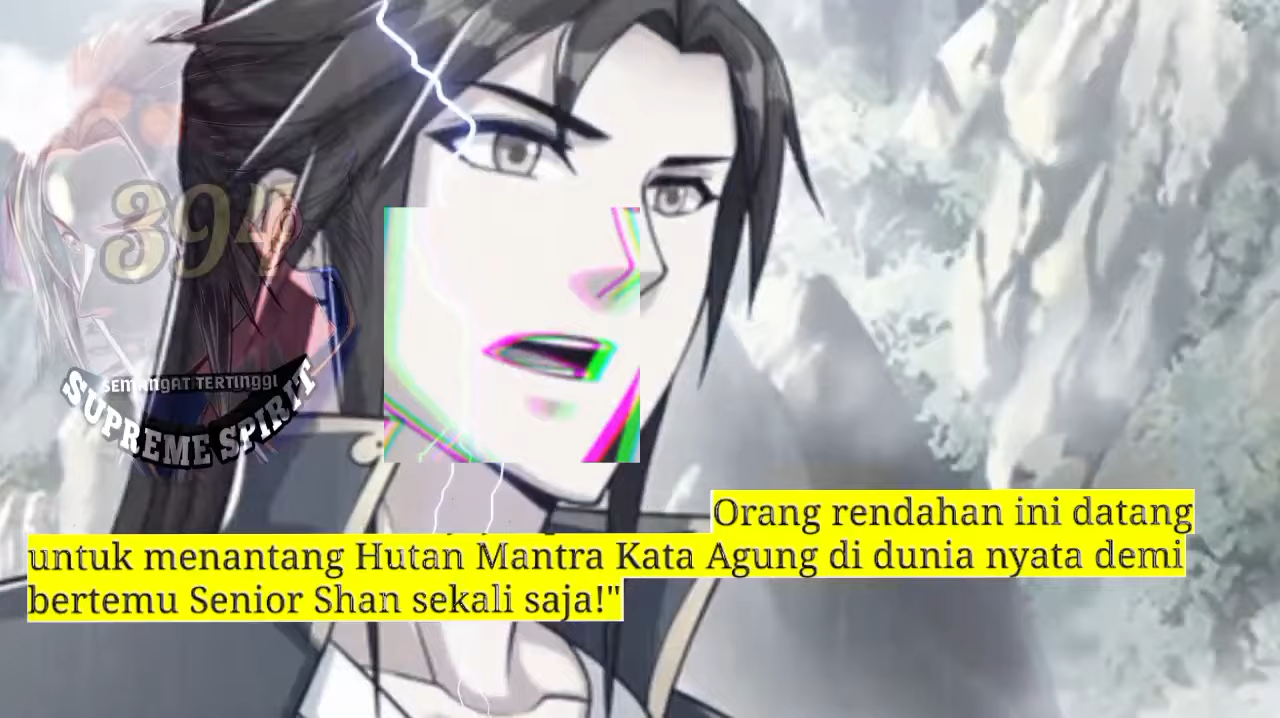 394
SEMANGAT TERTINGGI
SUPREME SPIRIT
Orang rendahan ini datang
untuk menantang Hutan Mantra Kata Agung di dunia nyata demi
bertemu Senior Shan sekali saja!"